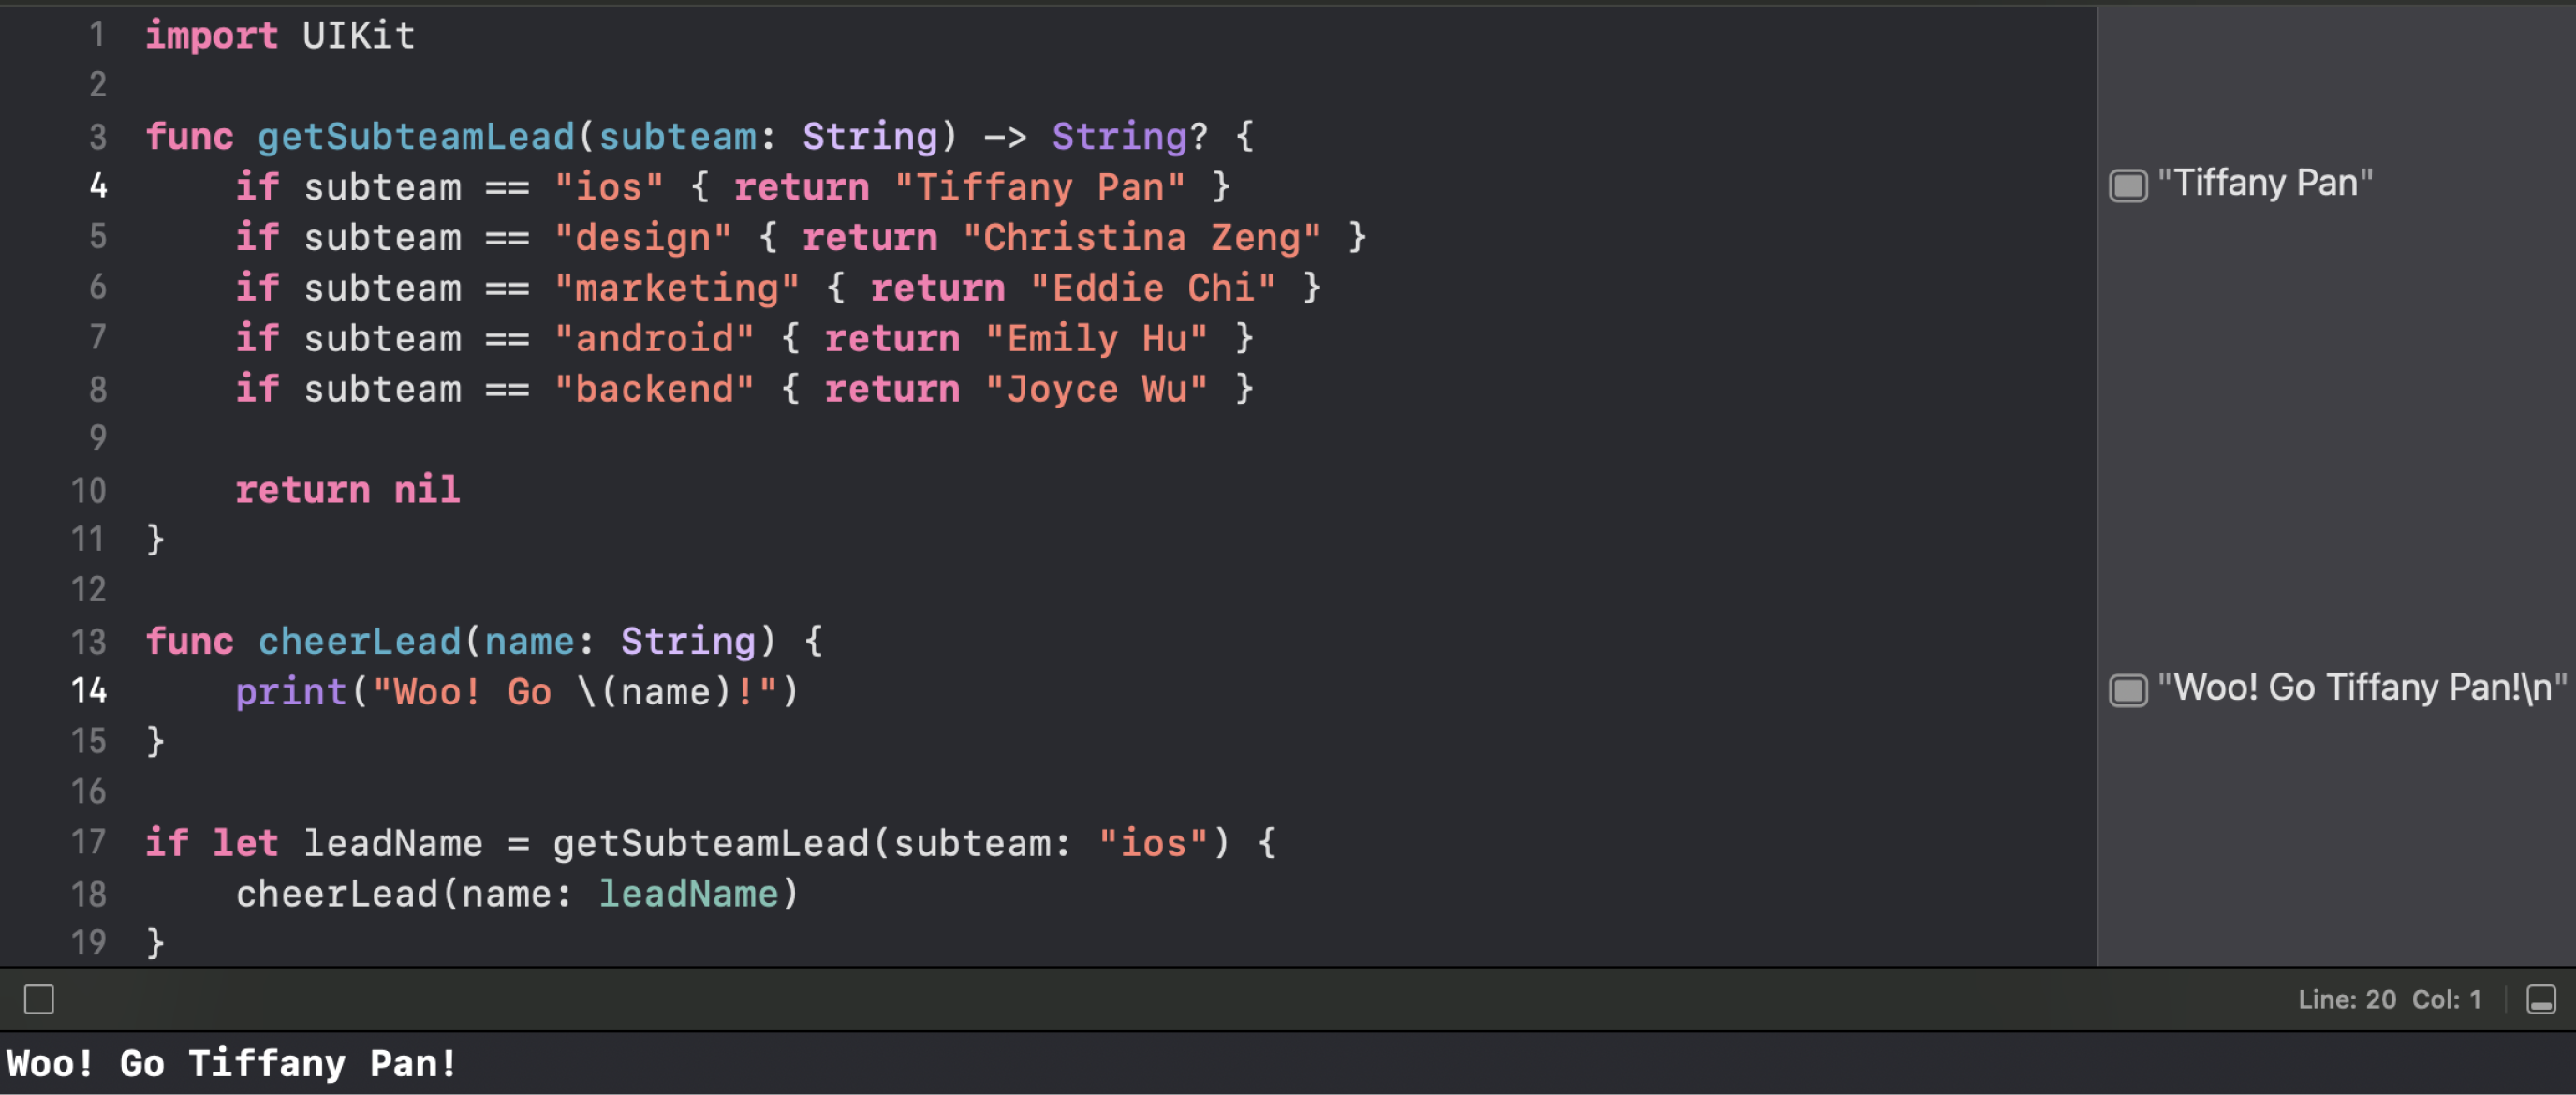 1 import UIKit
2
3 func getSubteamLead(subteam: String) -> String? {
4     if subteam == "ios" { return "Tiffany Pan" }
"Tiffany Pan"
5     if subteam == "design" { return "Christina Zeng" }
6     if subteam == "marketing" { return "Eddie Chi" }
7     if subteam == "android" { return "Emily Hu" }
8     if subteam == "backend" { return "Joyce Wu" }
9
10     return nil
11 }
12
13 func cheerLead(name: String) {
14     print("Woo! Go \(name)!")
"Woo! Go Tiffany Pan!\n"
15 }
16
17 if let leadName = getSubteamLead(subteam: "ios") {
18     cheerLead(name: leadName)
19 }
Line: 20 Col: 1
Woo! Go Tiffany Pan!